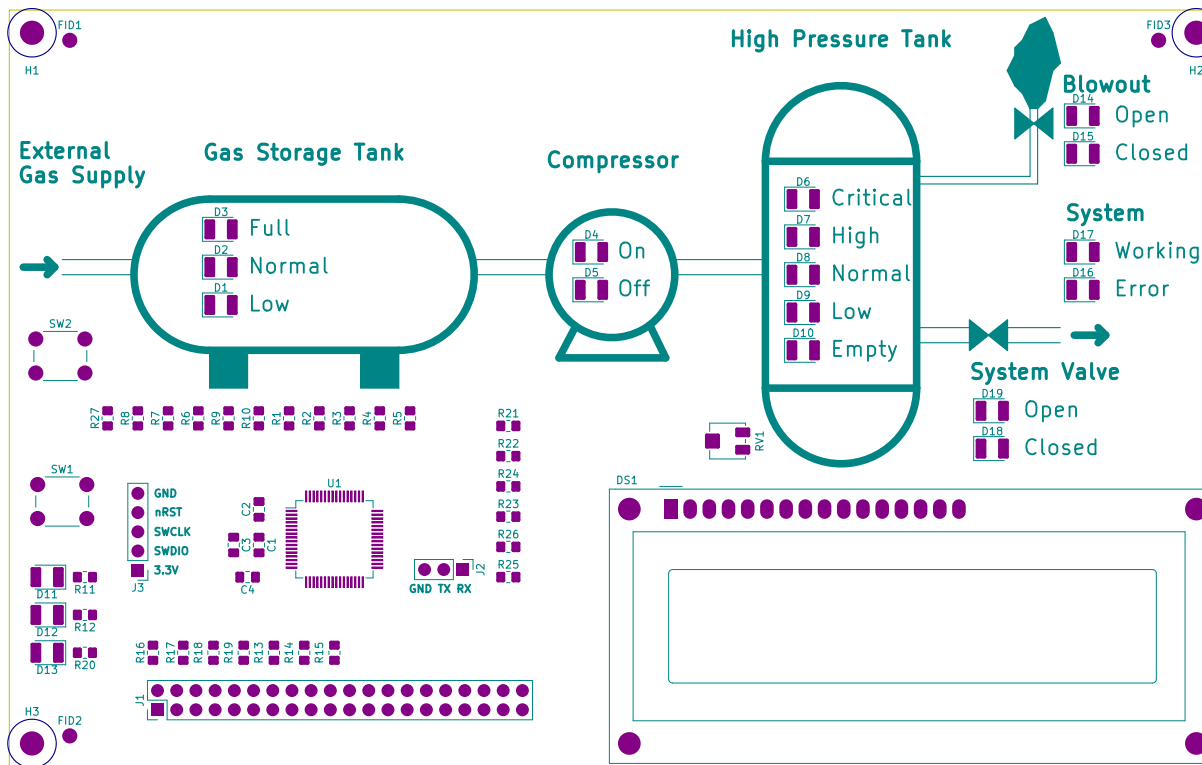 FID1
H1
High Pressure Tank
FID3
H2
Blowout
D14
Open
D15
Closed
External
Gas Supply
Gas Storage Tank
Compressor
D3
Full
D2
Normal
D1
Low
D4
On
D5
Off
D6
Critical
D7
High
D8
Normal
D9
Low
D10
Empty
System
D17
Working
D16
Error
System Valve
D19
Open
D18
Closed
SW2
R27
R8
R7
R6
R9
R10
R1
R2
R3
R4
R5
R21
R22
R24
R23
R26
R25
RV1
SW1
GND
nRST
SWCLK
SWDIO
3.3V
J3
C2
C3
C1
C4
U1
J2
GND TX RX
DS1
D11
R11
D12
R12
D13
R20
R16
R17
R18
R19
R13
R14
R15
J1
H3
FID2